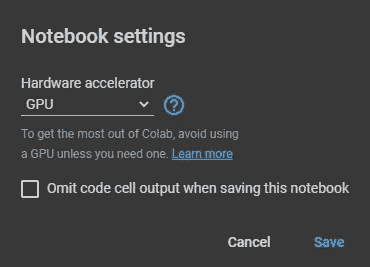 Notebook settings
Hardware accelerator
GPU
?
To get the most out of Colab, avoid using
a GPU unless you need one. Learn more
Omit code cell output when saving this notebook
Cancel Save